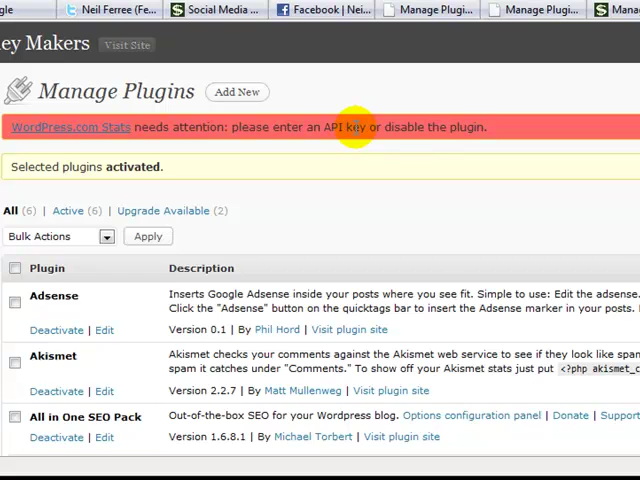 gle Neil Ferree (Fe... Social Media ... Facebook | Nei... Manage Plugi... Manage Plugi... Mana
ey Makers Visit Site
Manage Plugins Add New
WordPress.com Stats needs attention: please enter an API key or disable the plugin.
Selected plugins activated.
All (6) | Active (6) | Upgrade Available (2)
Bulk Actions Apply
Plugin Description
Adsense Inserts Google Adsense inside your posts where you see fit. Simple to use: Edit the adsense.
Click the "Adsense" button on the quicktags bar to insert the Adsense marker in your posts.
Deactivate | Edit Version 0.1 | By Phil Hord | Visit plugin site
Akismet Akismet checks your comments against the Akismet web service to see if they look like spam
spam it catches under "Comments." To show off your Akismet stats just put <?php akismet_c
Deactivate | Edit Version 2.2.7 | By Matt Mullenweg | Visit plugin site
All in One SEO Pack Out-of-the-box SEO for your Wordpress blog. Options configuration panel | Donate | Support
Deactivate | Edit Version 1.6.8.1 | By Michael Torbert | Visit plugin site